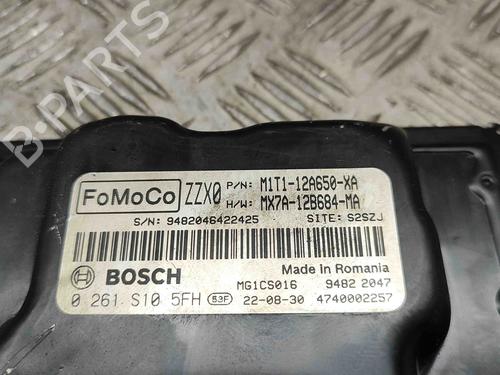 B-Parts
FoMoCo ZZX0 P/N: M1T1-12A650-XA
H/W: MX7A-12B684-MA
S/N: 9482046422425 SITE: S2SZJ
BOSCH Made in Romania
MG1CS016 9482 2047
0 261 S10 5FH 53F 22-08-30 4740002257